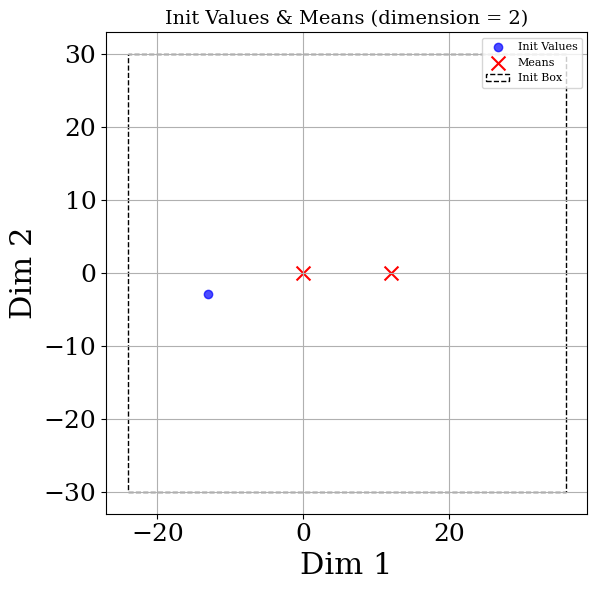 Init Values & Means (dimension = 2)
Init Values
Means
Init Box
Dim 2
30
20
10
0
−10
−20
−30
−20
0
20
Dim 1